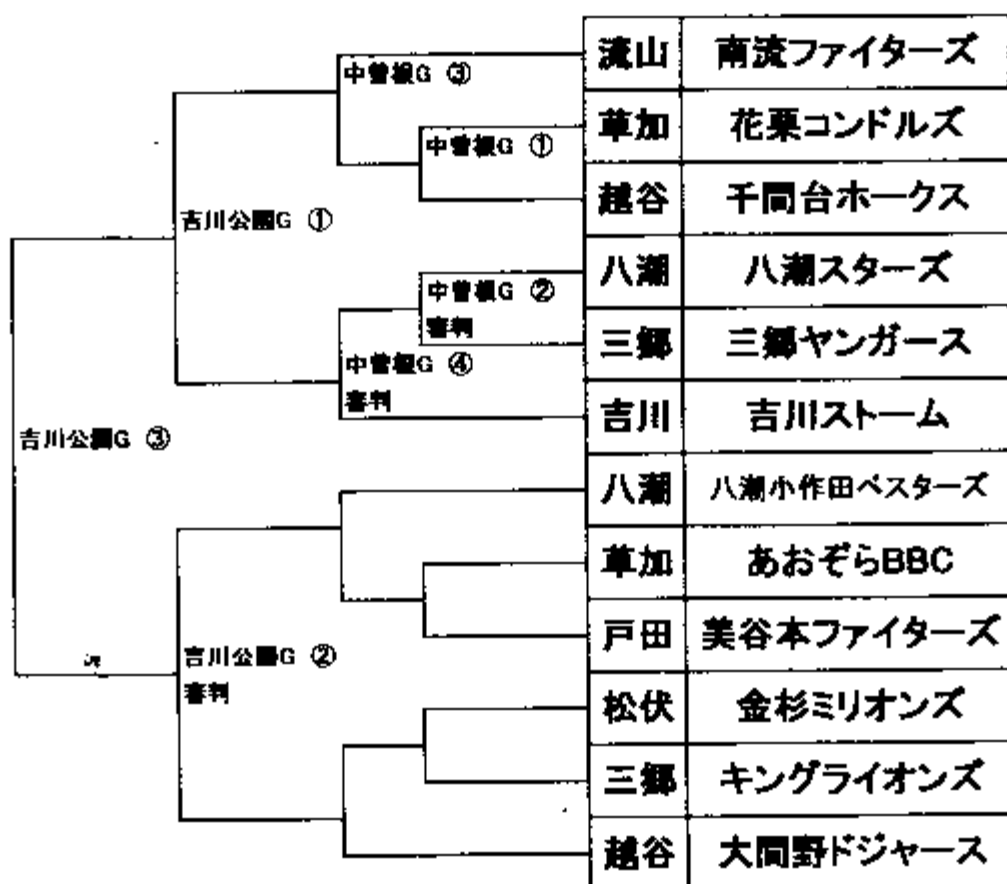 流山 南流ファイターズ
中曽根G ③
草加 花栗コンドルズ
中曽根G ①
越谷 千間台ホークス
吉川公園G ①
八潮 八潮スターズ
中曽根G ②
審判
三郷 三郷ヤンガース
中曽根G ④
審判
吉川 吉川ストーム
吉川公園G ③
八潮 八潮小作田ベスターズ
草加 あおぞらBBC
戸田 美谷本ファイターズ
吉川公園G ②
審判
松伏 金杉ミリオンズ
三郷 キングライオンズ
越谷 大間野ドジャース